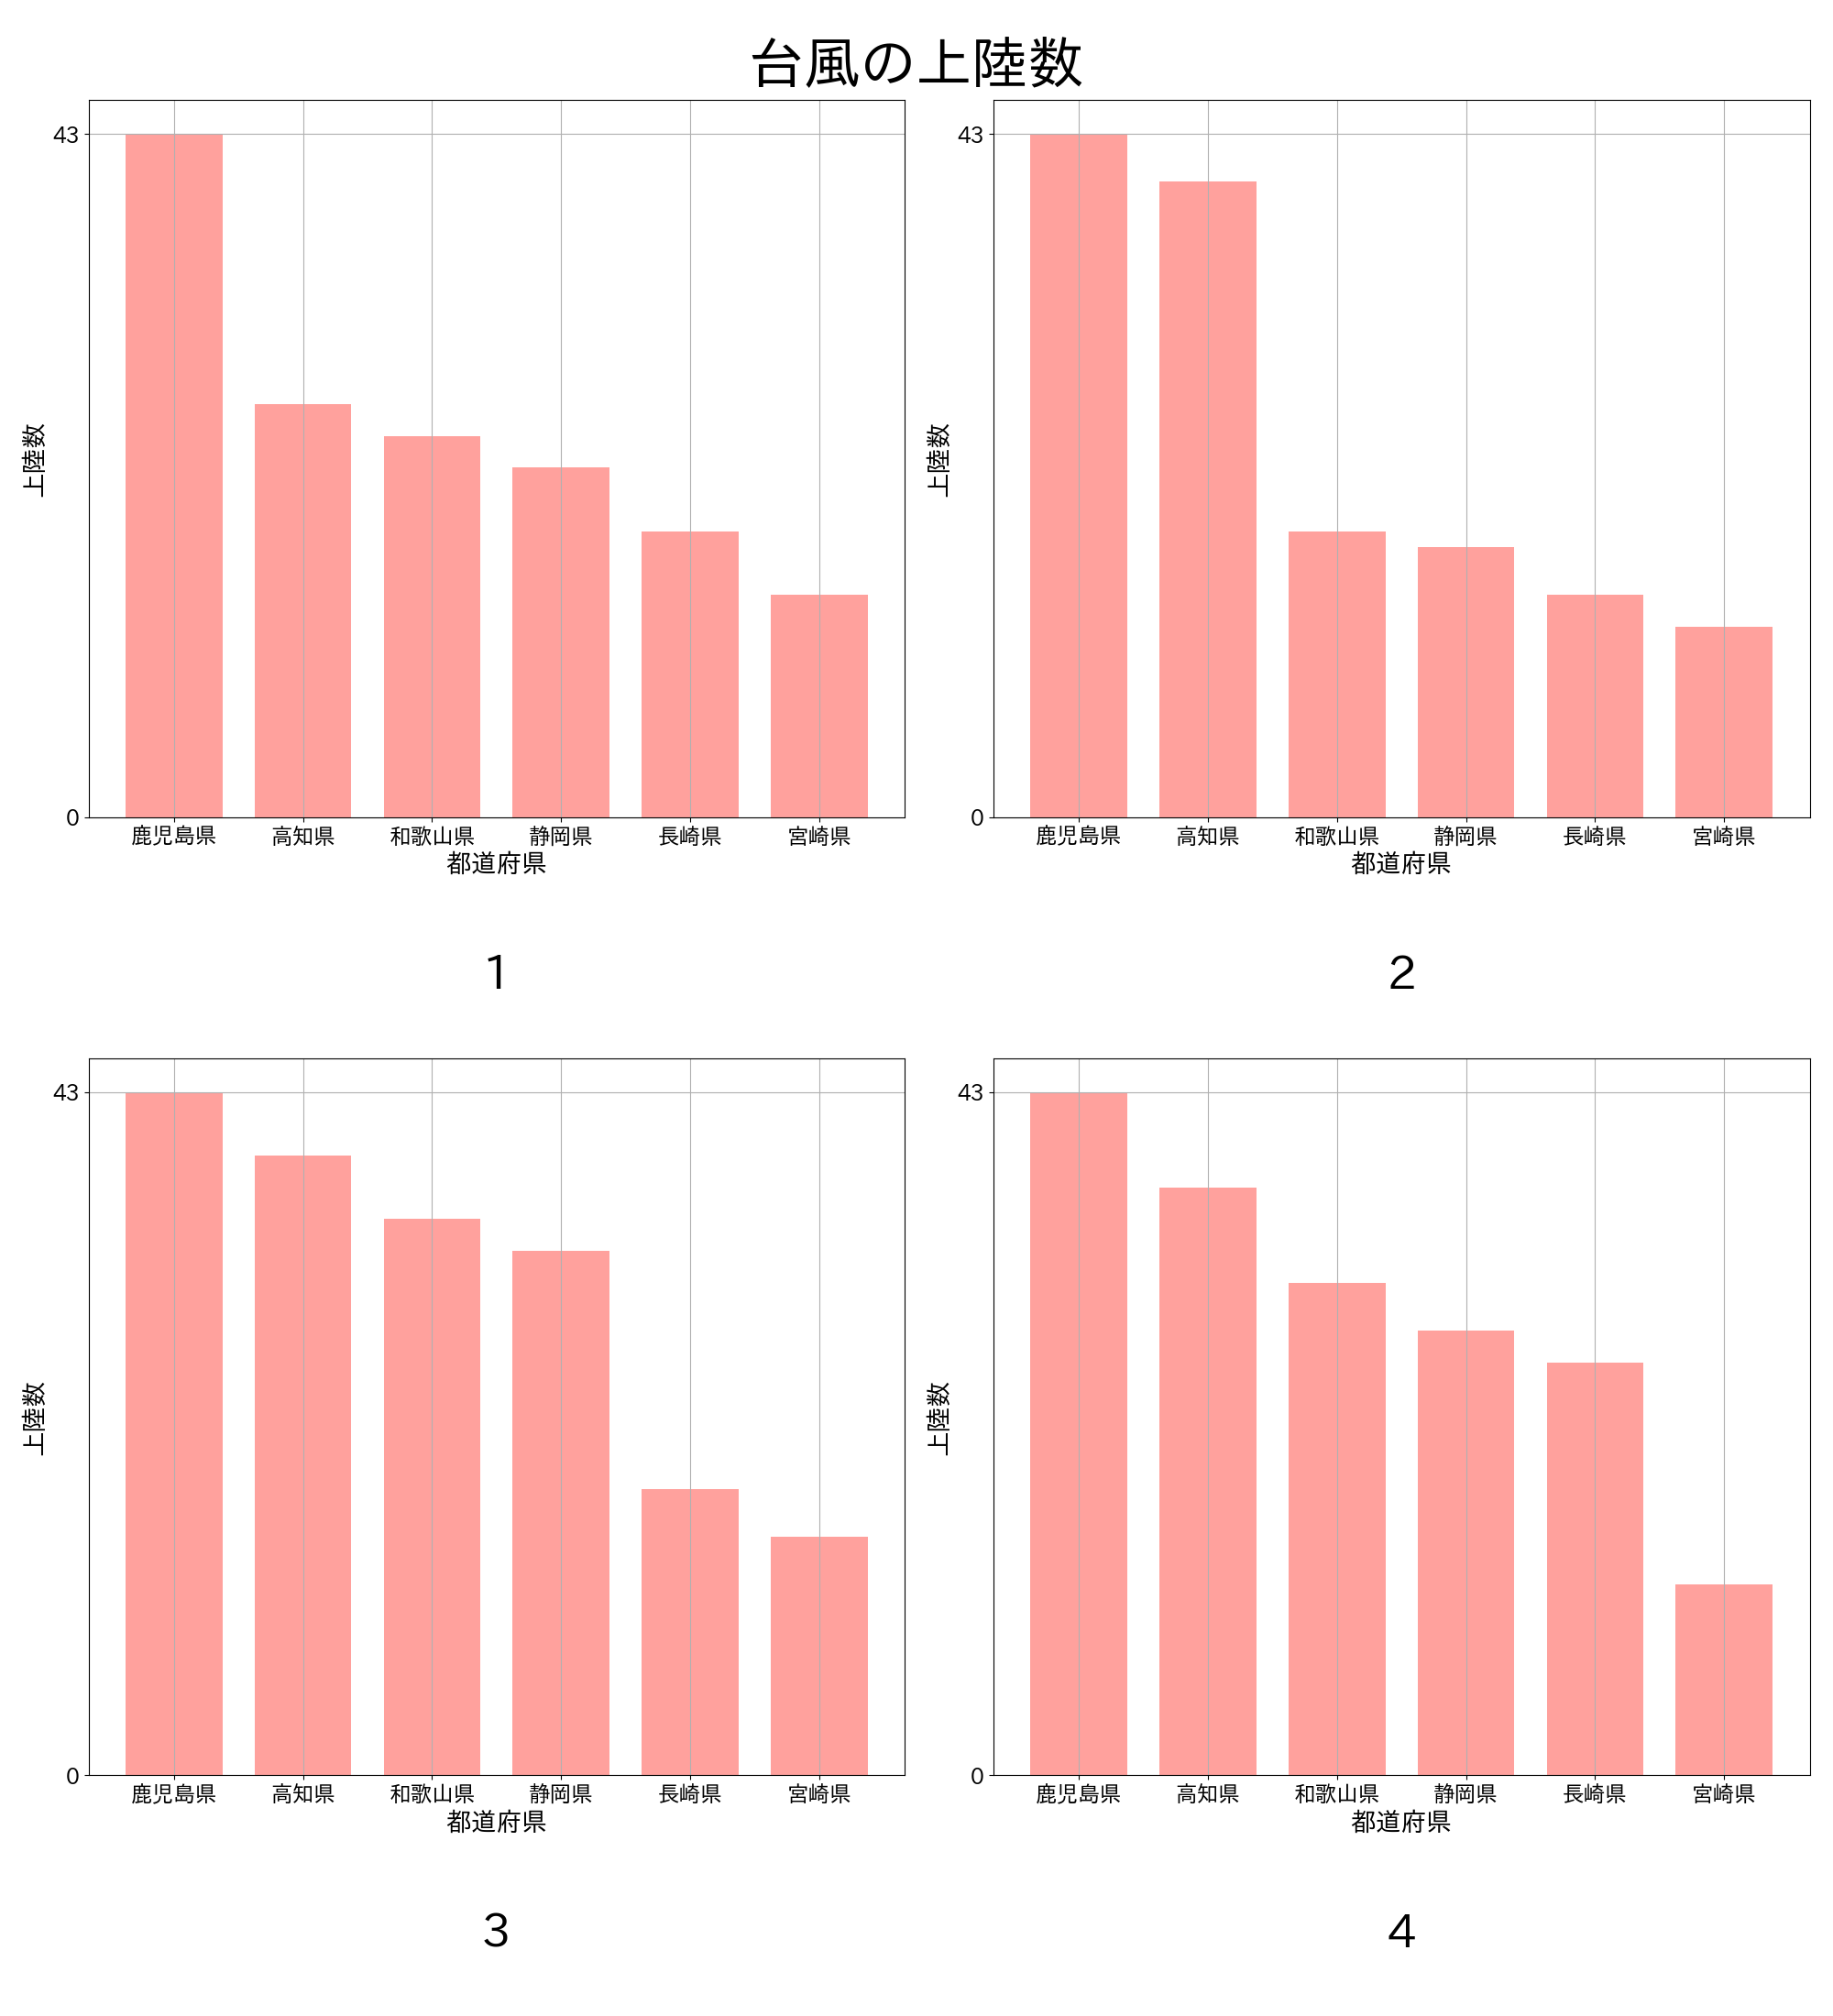 台風の上陸数
43
0
上陸数
鹿児島県 高知県 和歌山県 静岡県 長崎県 宮崎県
都道府県
1
43
0
上陸数
鹿児島県 高知県 和歌山県 静岡県 長崎県 宮崎県
都道府県
2
43
0
上陸数
鹿児島県 高知県 和歌山県 静岡県 長崎県 宮崎県
都道府県
3
43
0
上陸数
鹿児島県 高知県 和歌山県 静岡県 長崎県 宮崎県
都道府県
4